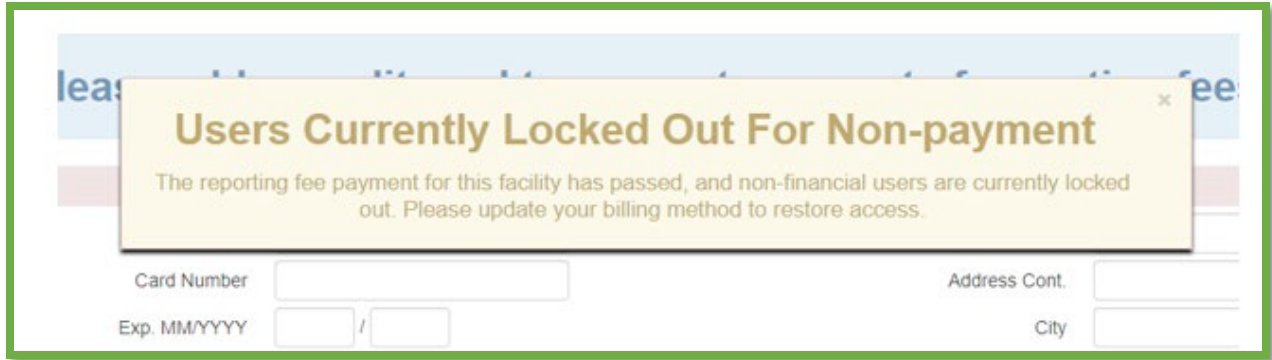 Users Currently Locked Out For Non-payment
×
The reporting fee payment for this facility has passed, and non-financial users are currently locked
out. Please update your billing method to restore access.
Card Number
Address Cont.
Exp. MM/YYYY
/
City